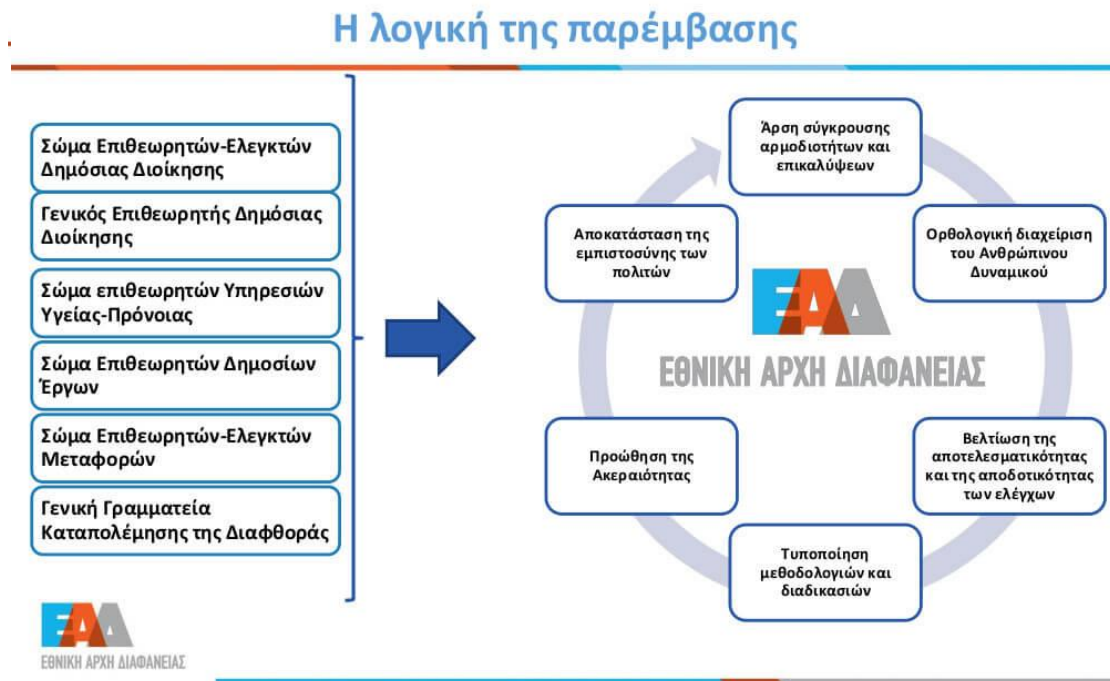 Η λογική της παρέμβασης
Σώμα Επιθεωρητών-Ελεγκτών
Δημόσιας Διοίκησης
Γενικός Επιθεωρητής Δημόσιας
Διοίκησης
Σώμα επιθεωρητών Υπηρεσιών
Υγείας-Πρόνοιας
Σώμα Επιθεωρητών Δημοσίων
Έργων
Σώμα Επιθεωρητών-Ελεγκτών
Μεταφορών
Γενική Γραμματεία
Καταπολέμησης της Διαφθοράς
ΕΑΔ
ΕΘΝΙΚΗ ΑΡΧΗ ΔΙΑΦΑΝΕΙΑΣ
Άρση σύγκρουσης
αρμοδιοτήτων και
επικαλύψεων
Ορθολογική διαχείριση
του Ανθρώπινου
Δυναμικού
Βελτίωση της
αποτελεσματικότητας
και της αποδοτικότητας
των ελέγχων
Τυποποίηση
μεθοδολογιών και
διαδικασιών
Προώθηση της
Ακεραιότητας
Αποκατάσταση της
εμπιστοσύνης των
πολιτών
ΕΑΔ
ΕΘΝΙΚΗ ΑΡΧΗ ΔΙΑΦΑΝΕΙΑΣ